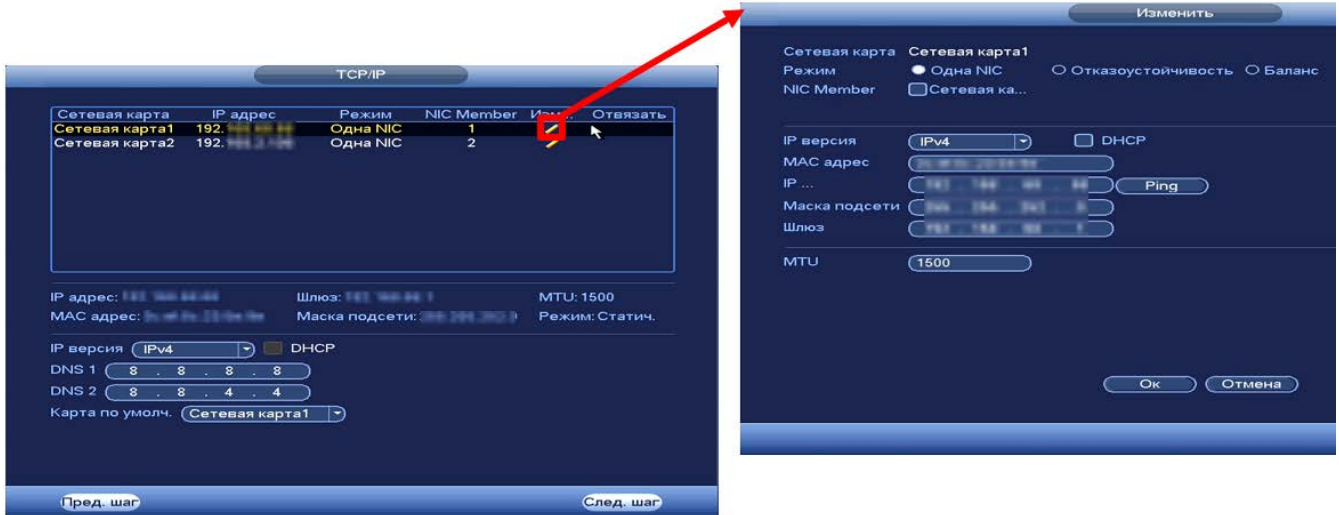 TCP/IP
Сетевая карта IP адрес Режим NIC Member Изм... Отвязать
Сетевая карта1 192. Одна NIC 1
Сетевая карта2 192. Одна NIC 2
IP адрес: Шлюз: MTU: 1500
MAC адрес: Маска подсети: Режим: Статич.
IP версия IPv4 DHCP
DNS 1 8 . 8 . 8 . 8
DNS 2 8 . 8 . 4 . 4
Карта по умолч. Сетевая карта1
Пред. шаг След. шаг
Изменить
Сетевая карта Сетевая карта1
Режим Одна NIC Отказоустойчивость Баланс
NIC Member Сетевая ка...
IP версия IPv4 DHCP
MAC адрес
IP ... Ping
Маска подсети
Шлюз
MTU 1500
Ок Отмена